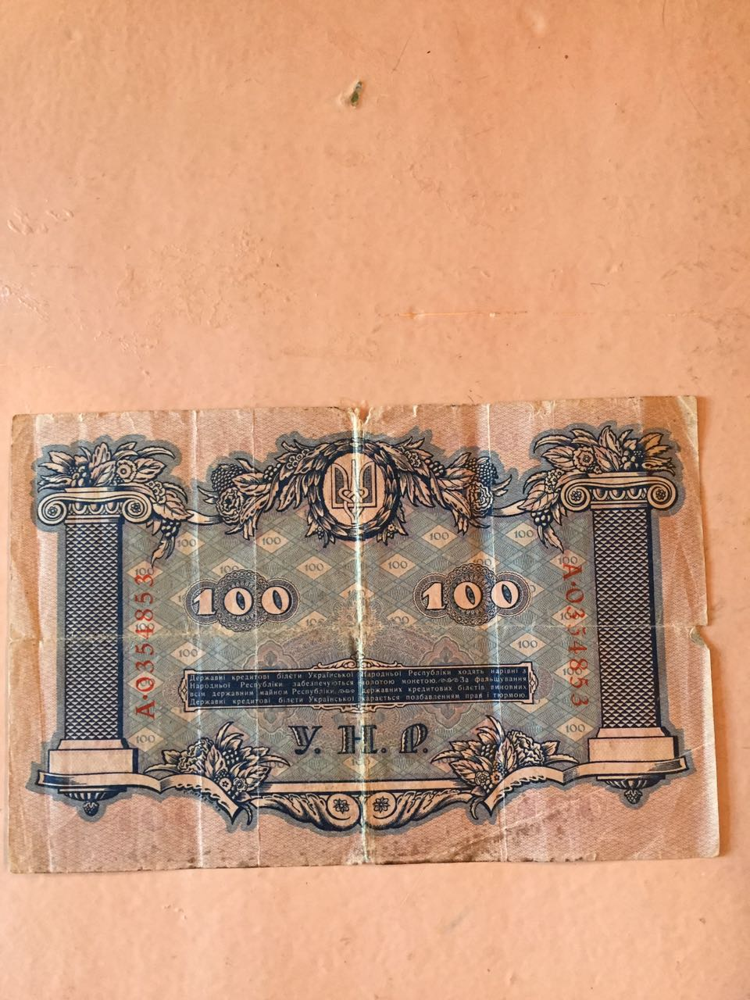 100 100
А·0354853
А·0354853
Державні кредитові білети Української Народньої Республіки ходять нарівні з
Народньої Республіки забезпечуються золотою монетою. За фальшування
всім державним майном Республіки. державних кредитових білетів виновних
Державні кредитові білети Української карається позбавленням прав і тюрмою
У. Н. Р.